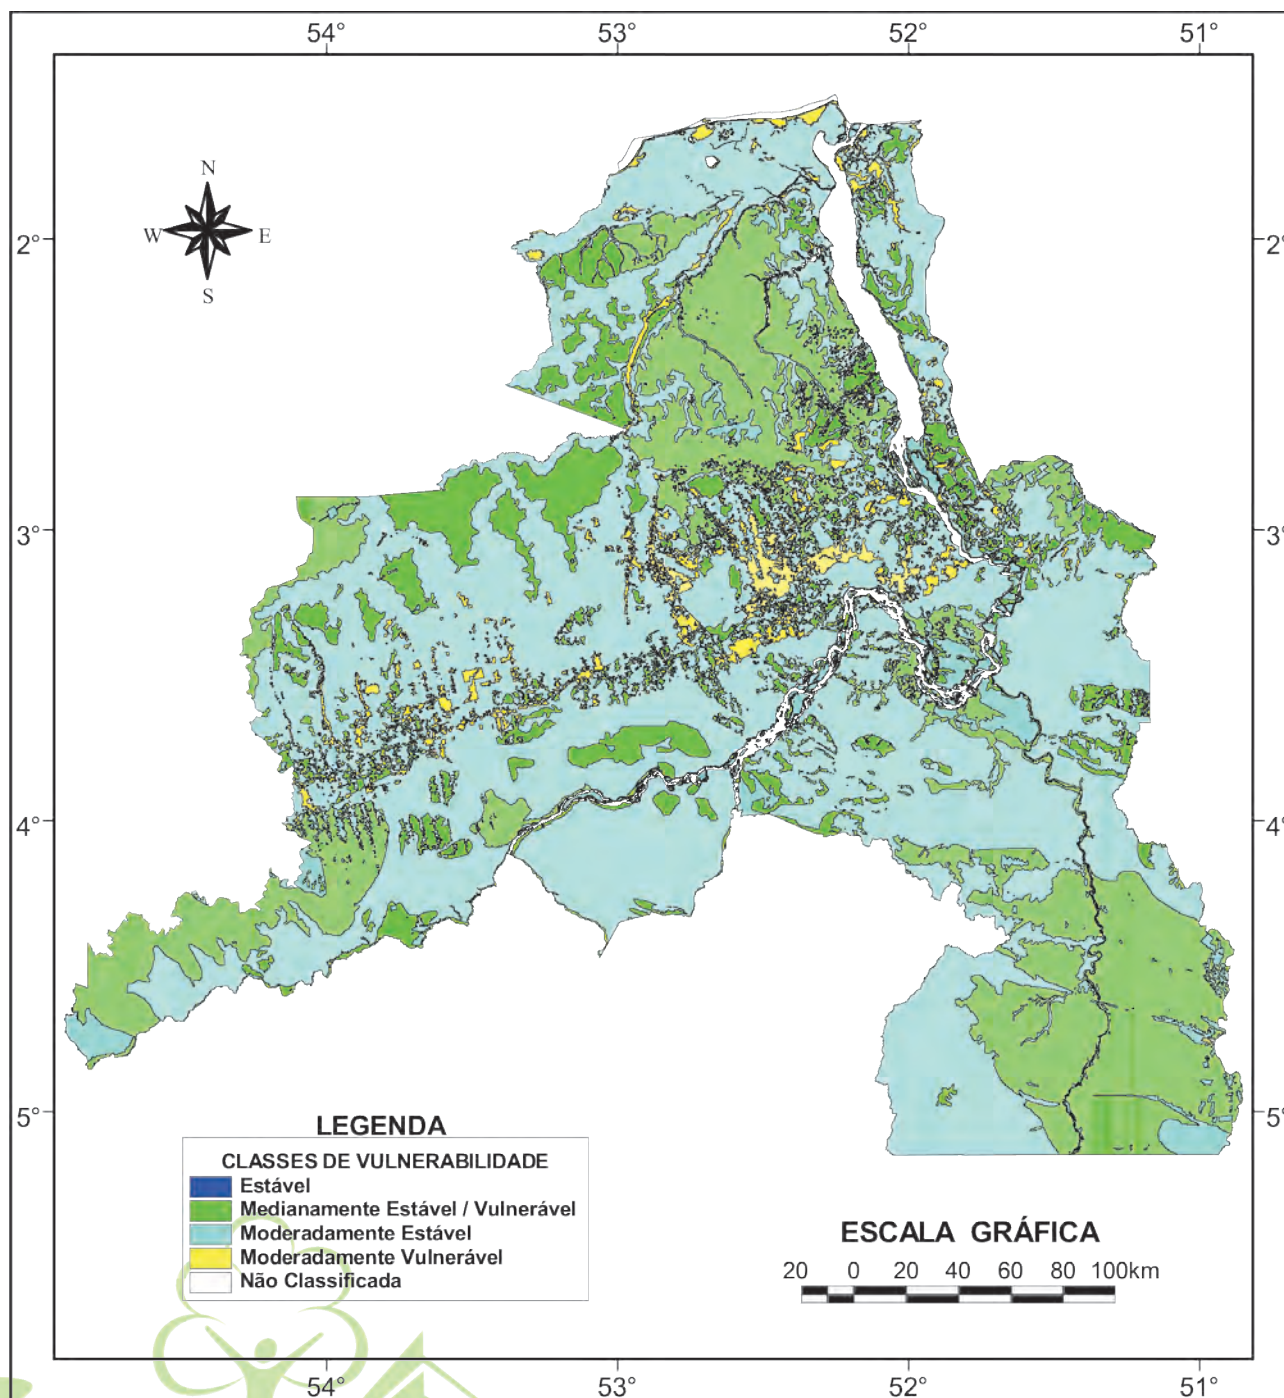 54° 53° 52° 51°
N
W E
S
2° 2°
3° 3°
4° 4°
5° 5°
LEGENDA
CLASSES DE VULNERABILIDADE
Estável
Medianamente Estável / Vulnerável
Moderadamente Estável
Moderadamente Vulnerável
Não Classificada
ESCALA GRÁFICA
20 0 20 40 60 80 100km
54° 53° 52° 51°